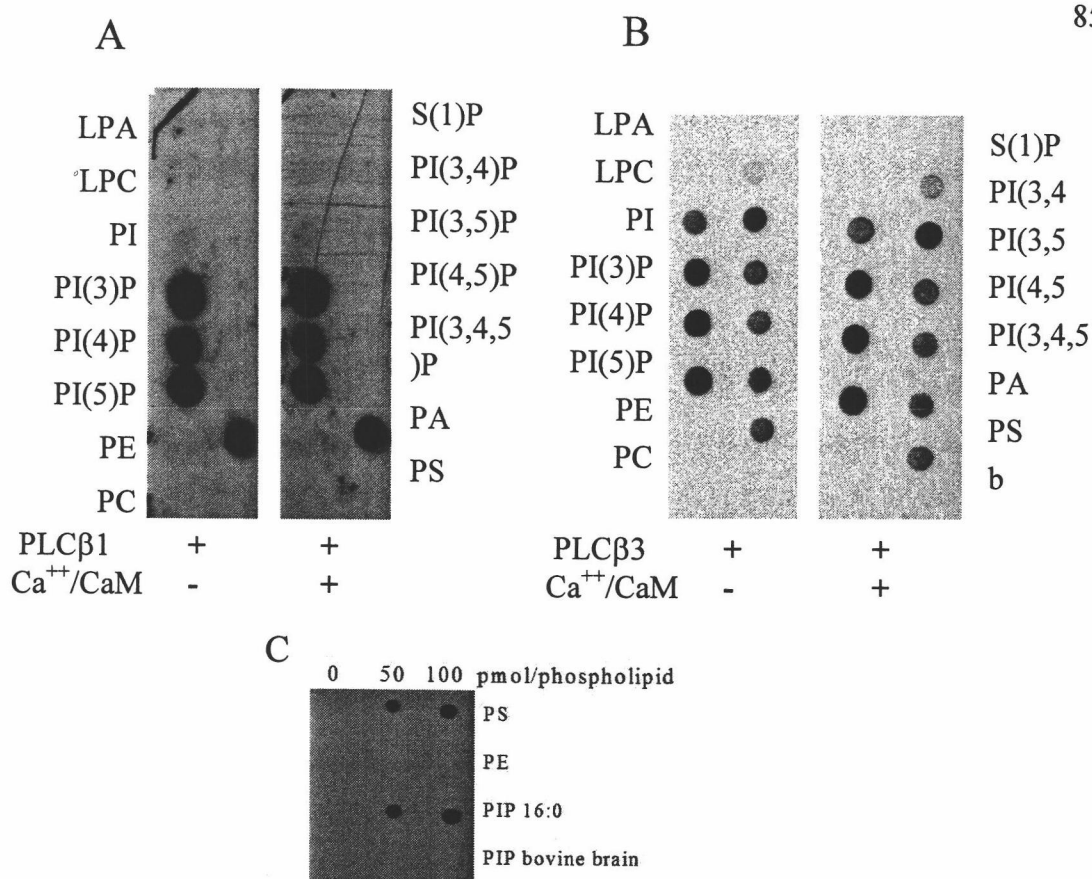 85
A
B
LPA
LPC
PI
PI(3)P
PI(4)P
PI(5)P
PE
PC
S(1)P
PI(3,4)P
PI(3,5)P
PI(4,5)P
PI(3,4,5
)P
PA
PS
PLCβ1 + +
Ca⁺⁺/CaM - +
LPA
LPC
PI
PI(3)P
PI(4)P
PI(5)P
PE
PC
S(1)P
PI(3,4
PI(3,5
PI(4,5
PI(3,4,5
PA
PS
b
PLCβ3 + +
Ca⁺⁺/CaM - +
C
0 50 100 pmol/phospholipid
PS
PE
PIP 16:0
PIP bovine brain